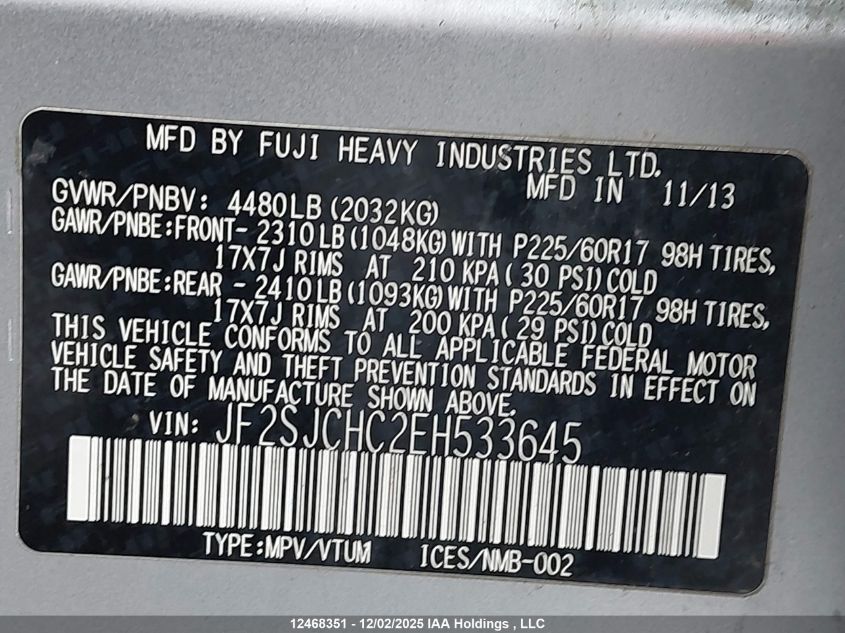 MFD BY FUJI HEAVY INDUSTRIES LTD.
MFD IN 11/13
GVWR/PNBV: 4480LB (2032KG)
GAWR/PNBE:FRONT- 2310LB (1048KG) WITH P225/60R17 98H TIRES,
17X7J RIMS AT 210 KPA ( 30 PSI) COLD
GAWR/PNBE:REAR - 2410LB (1093KG) WITH P225/60R17 98H TIRES,
17X7J RIMS AT 200 KPA ( 29 PSI) COLD
THIS VEHICLE CONFORMS TO ALL APPLICABLE FEDERAL MOTOR
VEHICLE SAFETY AND THEFT PREVENTION STANDARDS IN EFFECT ON
THE DATE OF MANUFACTURE SHOWN ABOVE.
VIN: JF2SJCHC2EH533645
TYPE:MPV/VTUM ICES/NMB-002
12468351 - 12/02/2025 IAA Holdings , LLC